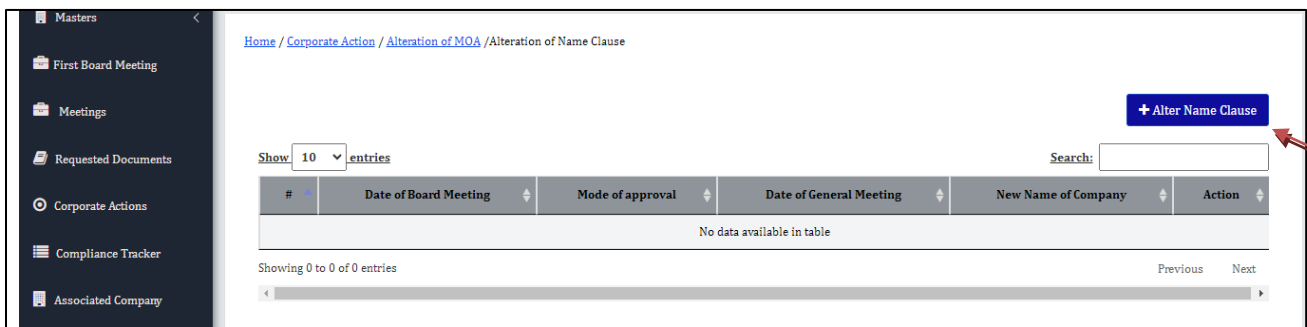 Masters
First Board Meeting
Meetings
Requested Documents
Corporate Actions
Compliance Tracker
Associated Company
Home / Corporate Action / Alteration of MOA /Alteration of Name Clause
+ Alter Name Clause
Show 10 entries Search:
# Date of Board Meeting Mode of approval Date of General Meeting New Name of Company Action
No data available in table
Showing 0 to 0 of 0 entries Previous Next